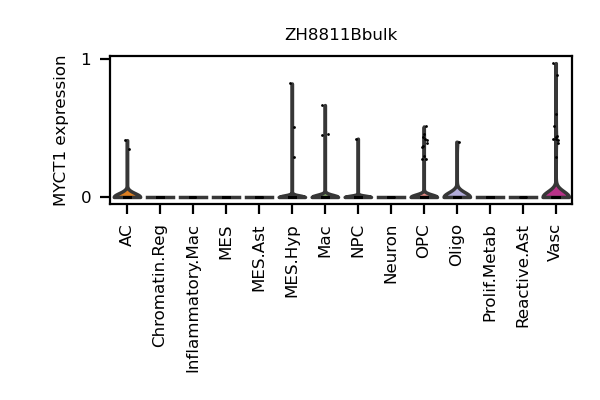 ZH8811Bbulk
MYCT1 expression
1
0
AC
Chromatin.Reg
Inflammatory.Mac
MES
MES.Ast
MES.Hyp
Mac
NPC
Neuron
OPC
Oligo
Prolif.Metab
Reactive.Ast
Vasc